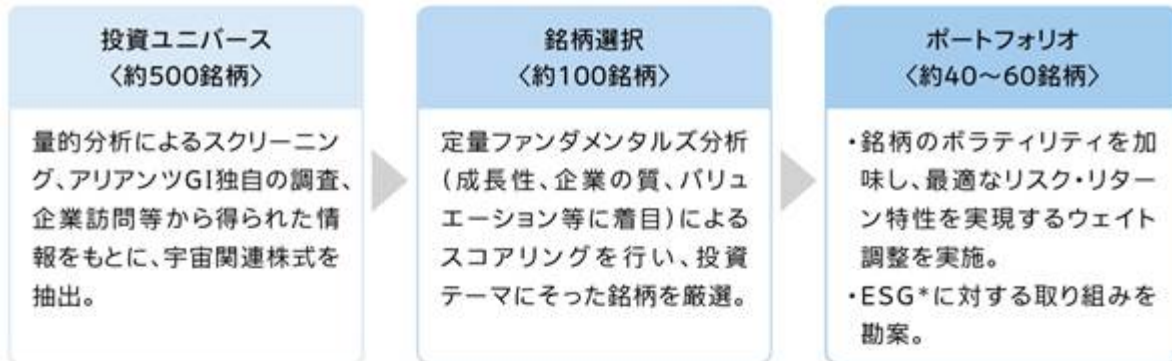 投資ユニバース
〈約500銘柄〉
量的分析によるスクリーニン
グ、アリアンツGI独自の調査、
企業訪問等から得られた情
報をもとに、宇宙関連株式を
抽出。
銘柄選択
〈約100銘柄〉
定量ファンダメンタルズ分析
(成長性、企業の質、バリュ
エーション等に着目)による
スコアリングを行い、投資
テーマにそった銘柄を厳選。
ポートフォリオ
〈約40～60銘柄〉
・銘柄のボラティリティを加
味し、最適なリスク・リター
ン特性を実現するウェイト
調整を実施。
・ESG*に対する取り組みを
勘案。